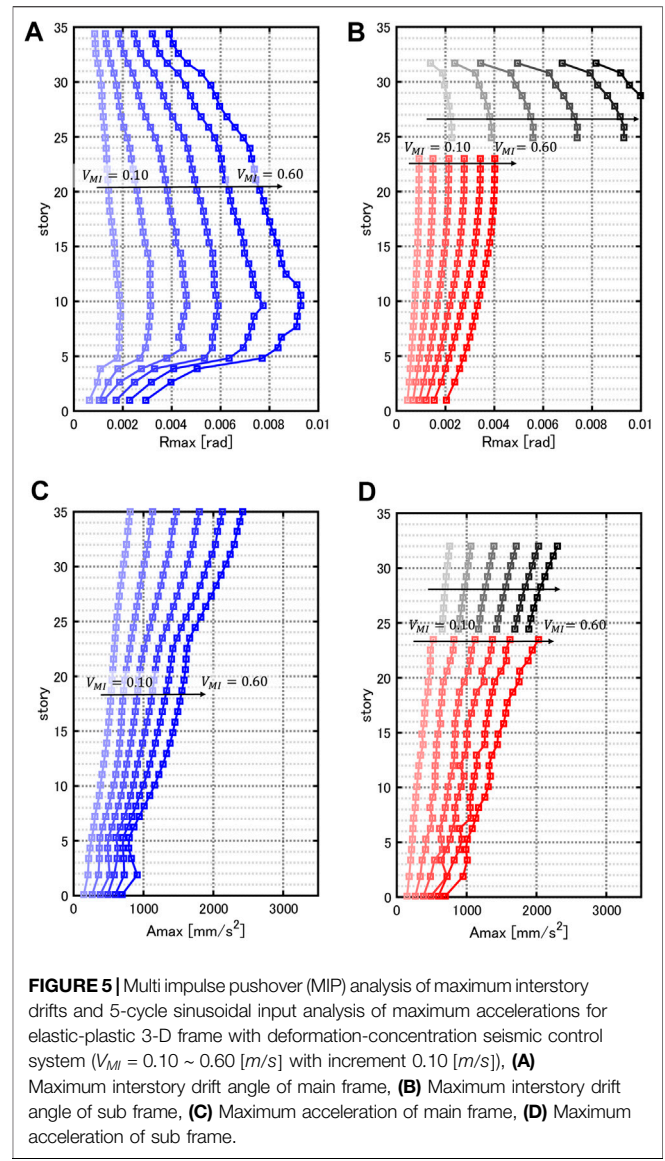 A
35
30
25
20
15
10
5
0
story
V_MI = 0.10
V_MI = 0.60
0
0.002
0.004
0.006
0.008
0.01
Rmax [rad]
B
35
30
25
20
15
10
5
0
story
V_MI = 0.10
V_MI = 0.60
0
0.002
0.004
0.006
0.008
0.01
Rmax [rad]
C
35
30
25
20
15
10
5
0
story
V_MI = 0.10
V_MI = 0.60
0
1000
2000
3000
Amax [mm/s²]
D
35
30
25
20
15
10
5
0
story
V_MI = 0.10
V_MI = 0.60
0
1000
2000
3000
Amax [mm/s²]
FIGURE 5 | Multi impulse pushover (MIP) analysis of maximum interstory
drifts and 5-cycle sinusoidal input analysis of maximum accelerations for
elastic-plastic 3-D frame with deformation-concentration seismic control
system (V_MI = 0.10 ~ 0.60 [m/s] with increment 0.10 [m/s]), (A)
Maximum interstory drift angle of main frame, (B) Maximum interstory drift
angle of sub frame, (C) Maximum acceleration of main frame, (D) Maximum
acceleration of sub frame.